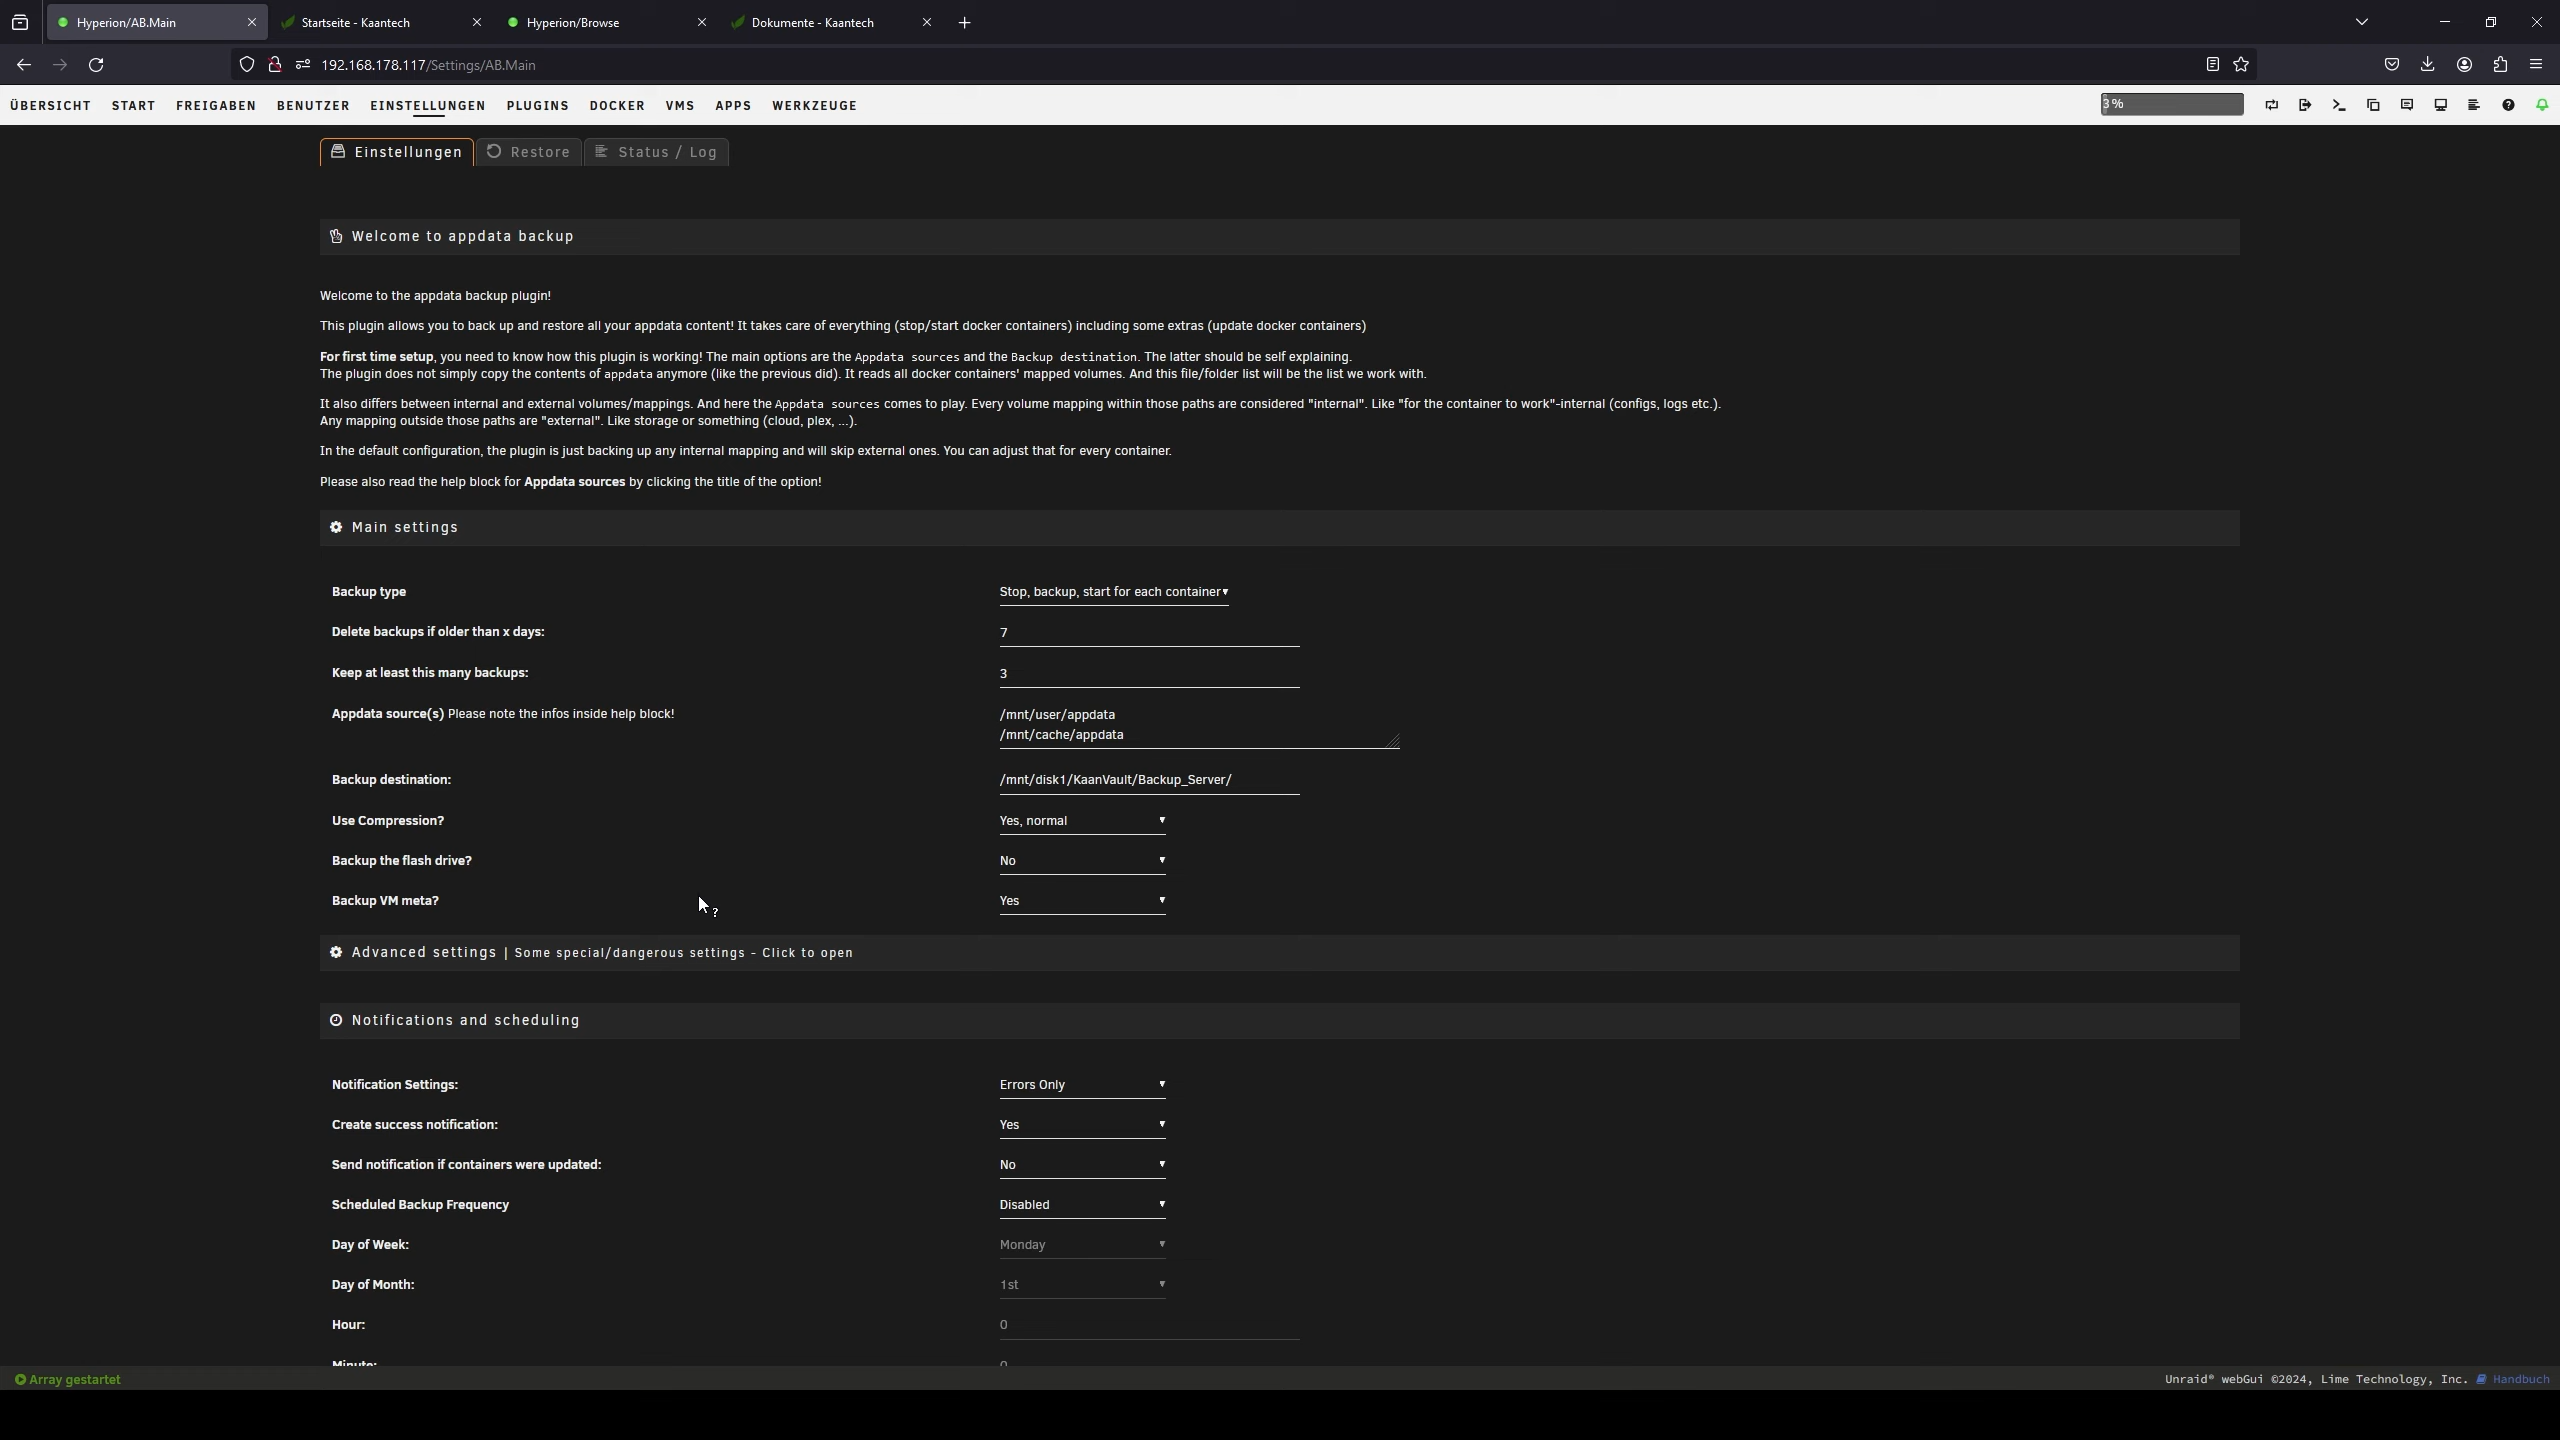 Hyperion/AB.Main
Startseite - Kaantech
Hyperion/Browse
Dokumente - Kaantech
192.168.178.117/Settings/AB.Main
ÜBERSICHT START FREIGABEN BENUTZER EINSTELLUNGEN PLUGINS DOCKER VMS APPS WERKZEUGE
3%
Einstellungen
Restore
Status / Log
Welcome to appdata backup
Welcome to the appdata backup plugin!
This plugin allows you to back up and restore all your appdata content! It takes care of everything (stop/start docker containers) including some extras (update docker containers)
For first time setup, you need to know how this plugin is working! The main options are the Appdata sources and the Backup destination. The latter should be self explaining.
The plugin does not simply copy the contents of appdata anymore (like the previous did). It reads all docker containers' mapped volumes. And this file/folder list will be the list we work with.
It also differs between internal and external volumes/mappings. And here the Appdata sources comes to play. Every volume mapping within those paths are considered "internal". Like "for the container to work"-internal (configs, logs etc.).
Any mapping outside those paths are "external". Like storage or something (cloud, plex, ...).
In the default configuration, the plugin is just backing up any internal mapping and will skip external ones. You can adjust that for every container.
Please also read the help block for Appdata sources by clicking the title of the option!
Main settings
Backup type
Stop, backup, start for each container
Delete backups if older than x days:
7
Keep at least this many backups:
3
Appdata source(s) Please note the infos inside help block!
/mnt/user/appdata
/mnt/cache/appdata
Backup destination:
/mnt/disk1/KaanVault/Backup_Server/
Use Compression?
Yes, normal
Backup the flash drive?
No
Backup VM meta?
Yes
Advanced settings | Some special/dangerous settings - Click to open
Notifications and scheduling
Notification Settings:
Errors Only
Create success notification:
Yes
Send notification if containers were updated:
No
Scheduled Backup Frequency
Disabled
Day of Week:
Monday
Day of Month:
1st
Hour:
0
Minute:
0
Array gestartet
Unraid® webGui ©2024, Lime Technology, Inc. Handbuch